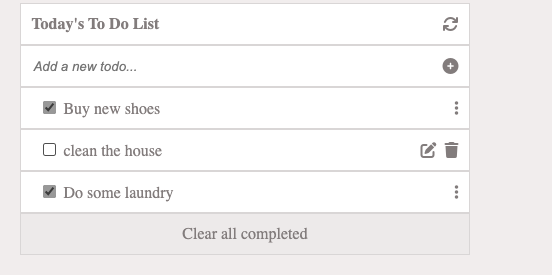 Today's To Do List
Add a new todo...
Buy new shoes
clean the house
Do some laundry
Clear all completed